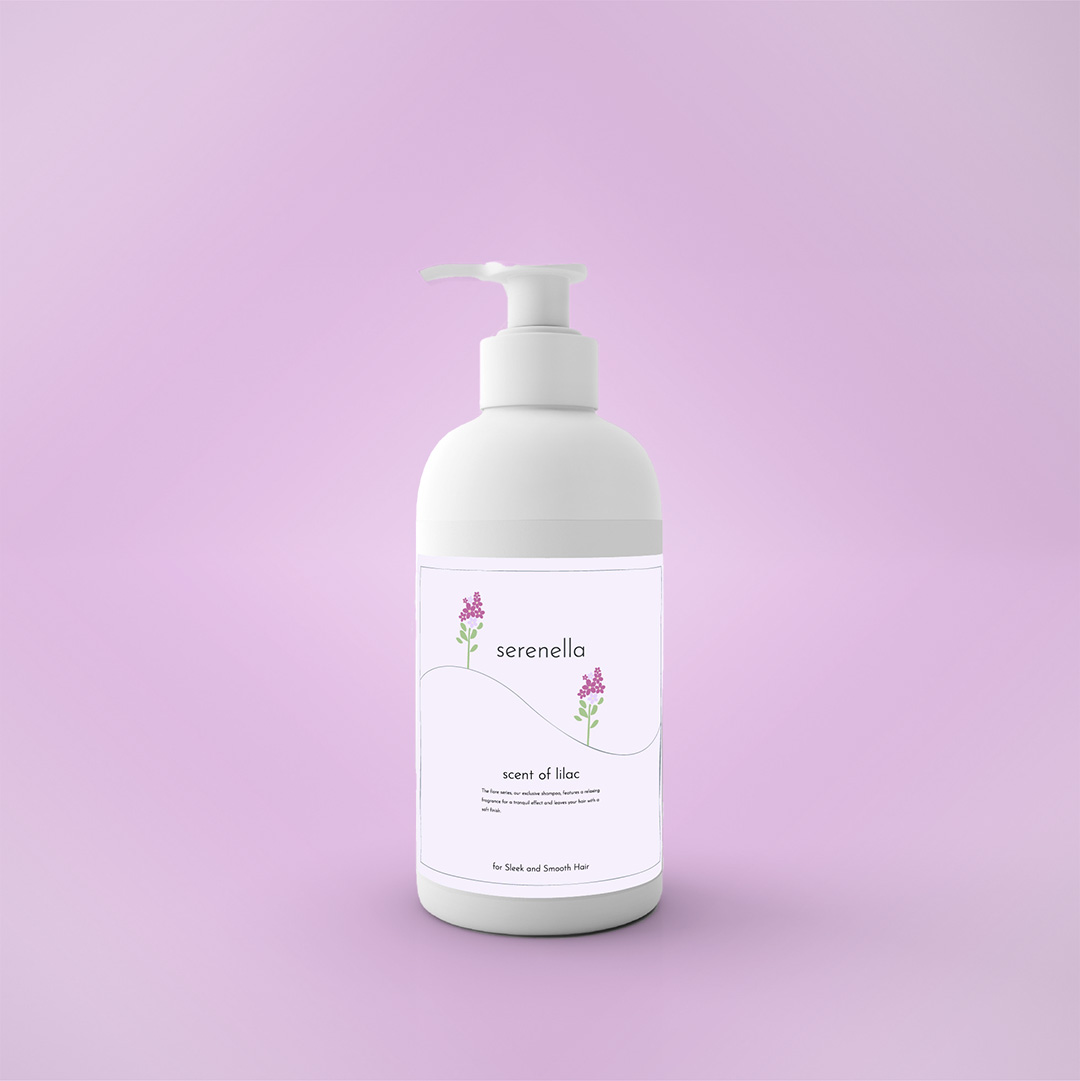 serenella
scent of lilac
The fiore series, our exclusive shampoo, features a relaxing
fragrance for a tranquil effect and leaves your hair with a
soft finish.
for Sleek and Smooth Hair